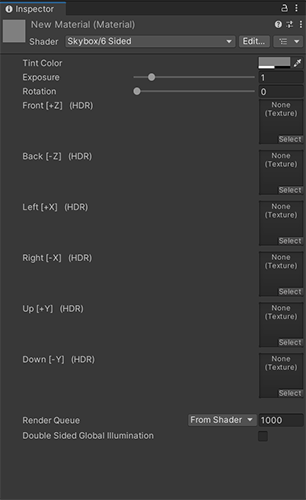 Inspector
New Material (Material)
Shader Skybox/6 Sided Edit...
Tint Color
Exposure 1
Rotation 0
Front [+Z] (HDR) None
(Texture)
Select
Back [-Z] (HDR) None
(Texture)
Select
Left [+X] (HDR) None
(Texture)
Select
Right [-X] (HDR) None
(Texture)
Select
Up [+Y] (HDR) None
(Texture)
Select
Down [-Y] (HDR) None
(Texture)
Select
Render Queue From Shader 1000
Double Sided Global Illumination